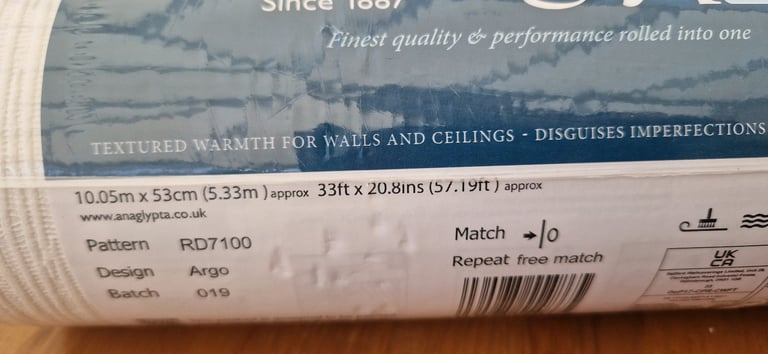 Since 1887
Finest quality & performance rolled into one
TEXTURED WARMTH FOR WALLS AND CEILINGS - DISGUISES IMPERFECTIONS
10.05m x 53cm (5.33m ) approx 33ft x 20.8ins (57.19ft ) approx
www.anaglypta.co.uk
Pattern RD7100
Design Argo
Batch 019
Match 0
Repeat free match
UK
CA